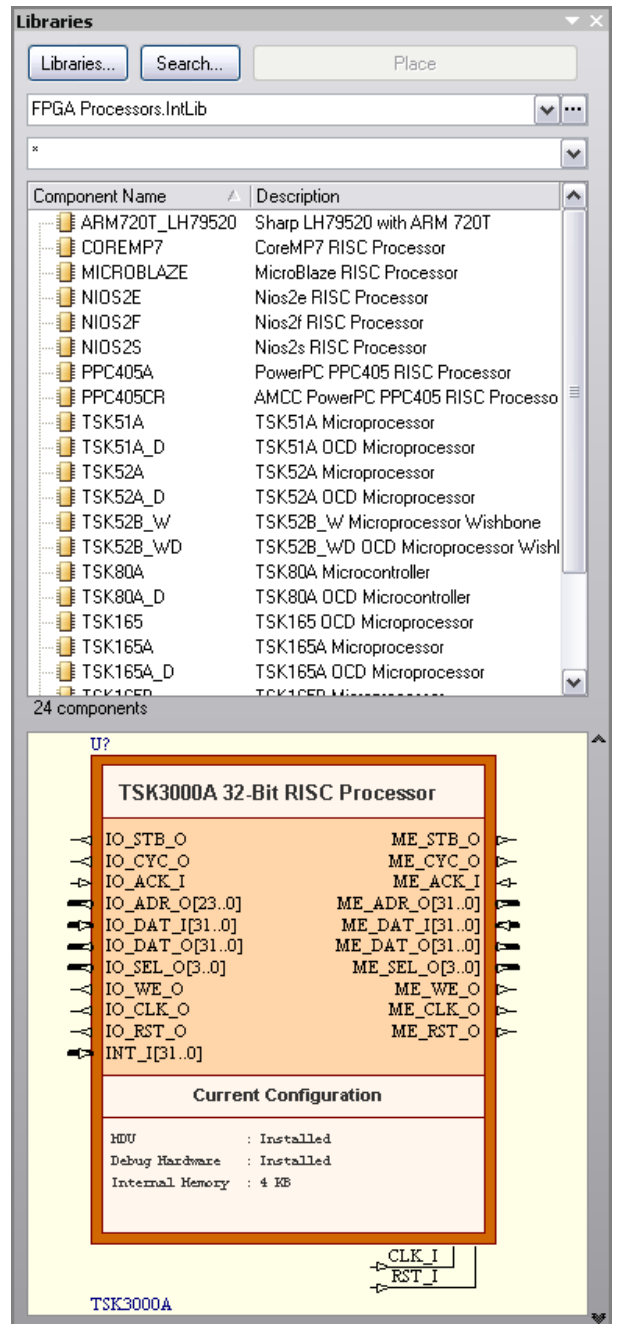 Libraries
Libraries... Search... Place
FPGA Processors.IntLib
*
Component Name Description
ARM720T_LH79520 Sharp LH79520 with ARM 720T
COREMP7 CoreMP7 RISC Processor
MICROBLAZE MicroBlaze RISC Processor
NIOS2E Nios2e RISC Processor
NIOS2F Nios2f RISC Processor
NIOS2S Nios2s RISC Processor
PPC405A PowerPC PPC405 RISC Processor
PPC405CR AMCC PowerPC PPC405 RISC Processo
TSK51A TSK51A Microprocessor
TSK51A_D TSK51A OCD Microprocessor
TSK52A TSK52A Microprocessor
TSK52A_D TSK52A OCD Microprocessor
TSK52B_W TSK52B_W Microprocessor Wishbone
TSK52B_WD TSK52B_WD OCD Microprocessor Wishl
TSK80A TSK80A Microcontroller
TSK80A_D TSK80A OCD Microcontroller
TSK165 TSK165 OCD Microprocessor
TSK165A TSK165A Microprocessor
TSK165A_D TSK165A OCD Microprocessor
24 components
U?
TSK3000A 32-Bit RISC Processor
IO_STB_O ME_STB_O
IO_CYC_O ME_CYC_O
IO_ACK_I ME_ACK_I
IO_ADR_O[23..0] ME_ADR_O[31..0]
IO_DAT_I[31..0] ME_DAT_I[31..0]
IO_DAT_O[31..0] ME_DAT_O[31..0]
IO_SEL_O[3..0] ME_SEL_O[3..0]
IO_WE_O ME_WE_O
IO_CLK_O ME_CLK_O
IO_RST_O ME_RST_O
INT_I[31..0]
Current Configuration
MDU : Installed
Debug Hardware : Installed
Internal Memory : 4 KB
CLK_I
RST_I
TSK3000A